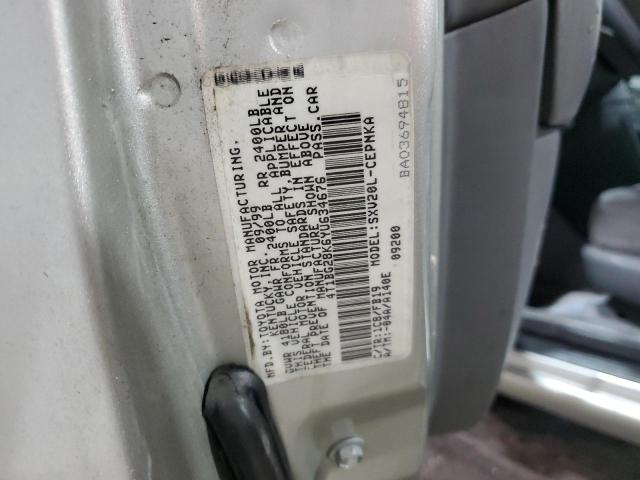 MFD.BY:TOYOTA MOTOR MANUFACTURING,
KENTUCKY, INC. 09/99
GVWR 4180LB GAWR FR 2400LB RR 2400LB
THIS VEHICLE CONFORMS TO ALL APPLICABLE
FEDERAL MOTOR VEHICLE SAFETY, BUMPER AND
THEFT PREVENTION STANDARDS IN EFFECT ON
THE DATE OF MANUFACTURE SHOWN ABOVE.
4T1BG28K6YU634676 PASS. CAR
MODEL:SXV20L-CEPNKA
C/TR:1C8/FB19
A/TM:-04A/A140E 09200
BA03694815